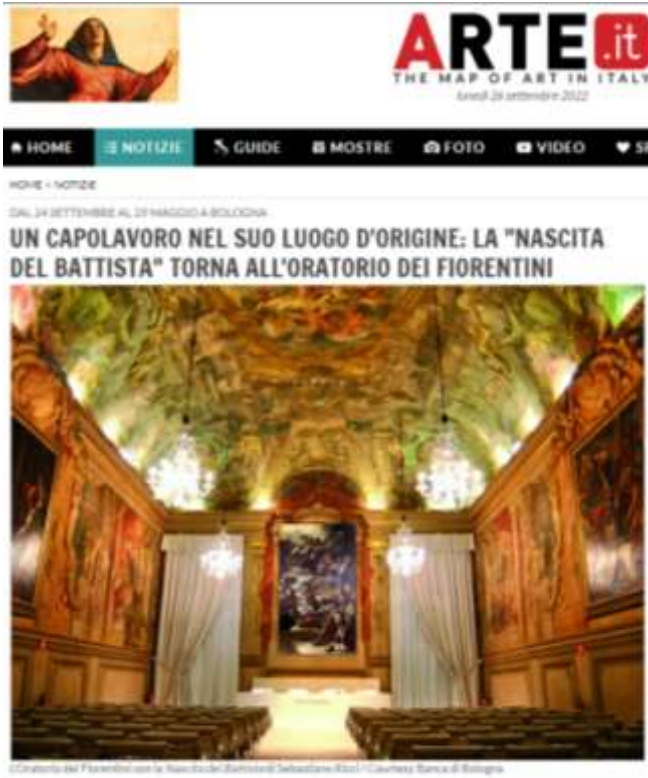 ARTE.it
THE MAP OF ART IN ITALY
lunedì 26 settembre 2022
HOME NOTIZIE GUIDE MOSTRE FOTO VIDEO
HOME > NOTIZIE
DAL 24 SETTEMBRE AL 29 MAGGIO A BOLOGNA
UN CAPOLAVORO NEL SUO LUOGO D'ORIGINE: LA "NASCITA
DEL BATTISTA" TORNA ALL'ORATORIO DEI FIORENTINI
L'Oratorio dei Fiorentini con la Nascita del Battista di Sebastiano Ricci / Courtesy Banca di Bologna